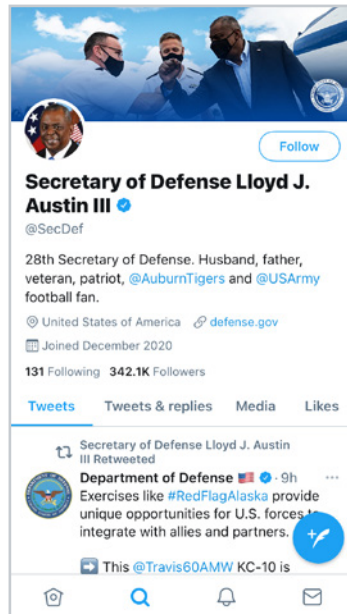 Follow
Secretary of Defense Lloyd J.
Austin III
@SecDef
28th Secretary of Defense. Husband, father,
veteran, patriot, @AuburnTigers and @USArmy
football fan.
United States of America defense.gov
Joined December 2020
131 Following 342.1K Followers
Tweets Tweets & replies Media Likes
Secretary of Defense Lloyd J. Austin
III Retweeted
Department of Defense 🇺🇸 · 9h ···
Exercises like #RedFlagAlaska provide
unique opportunities for U.S. forces to
integrate with allies and partners.
➡️ This @Travis60AMW KC-10 is